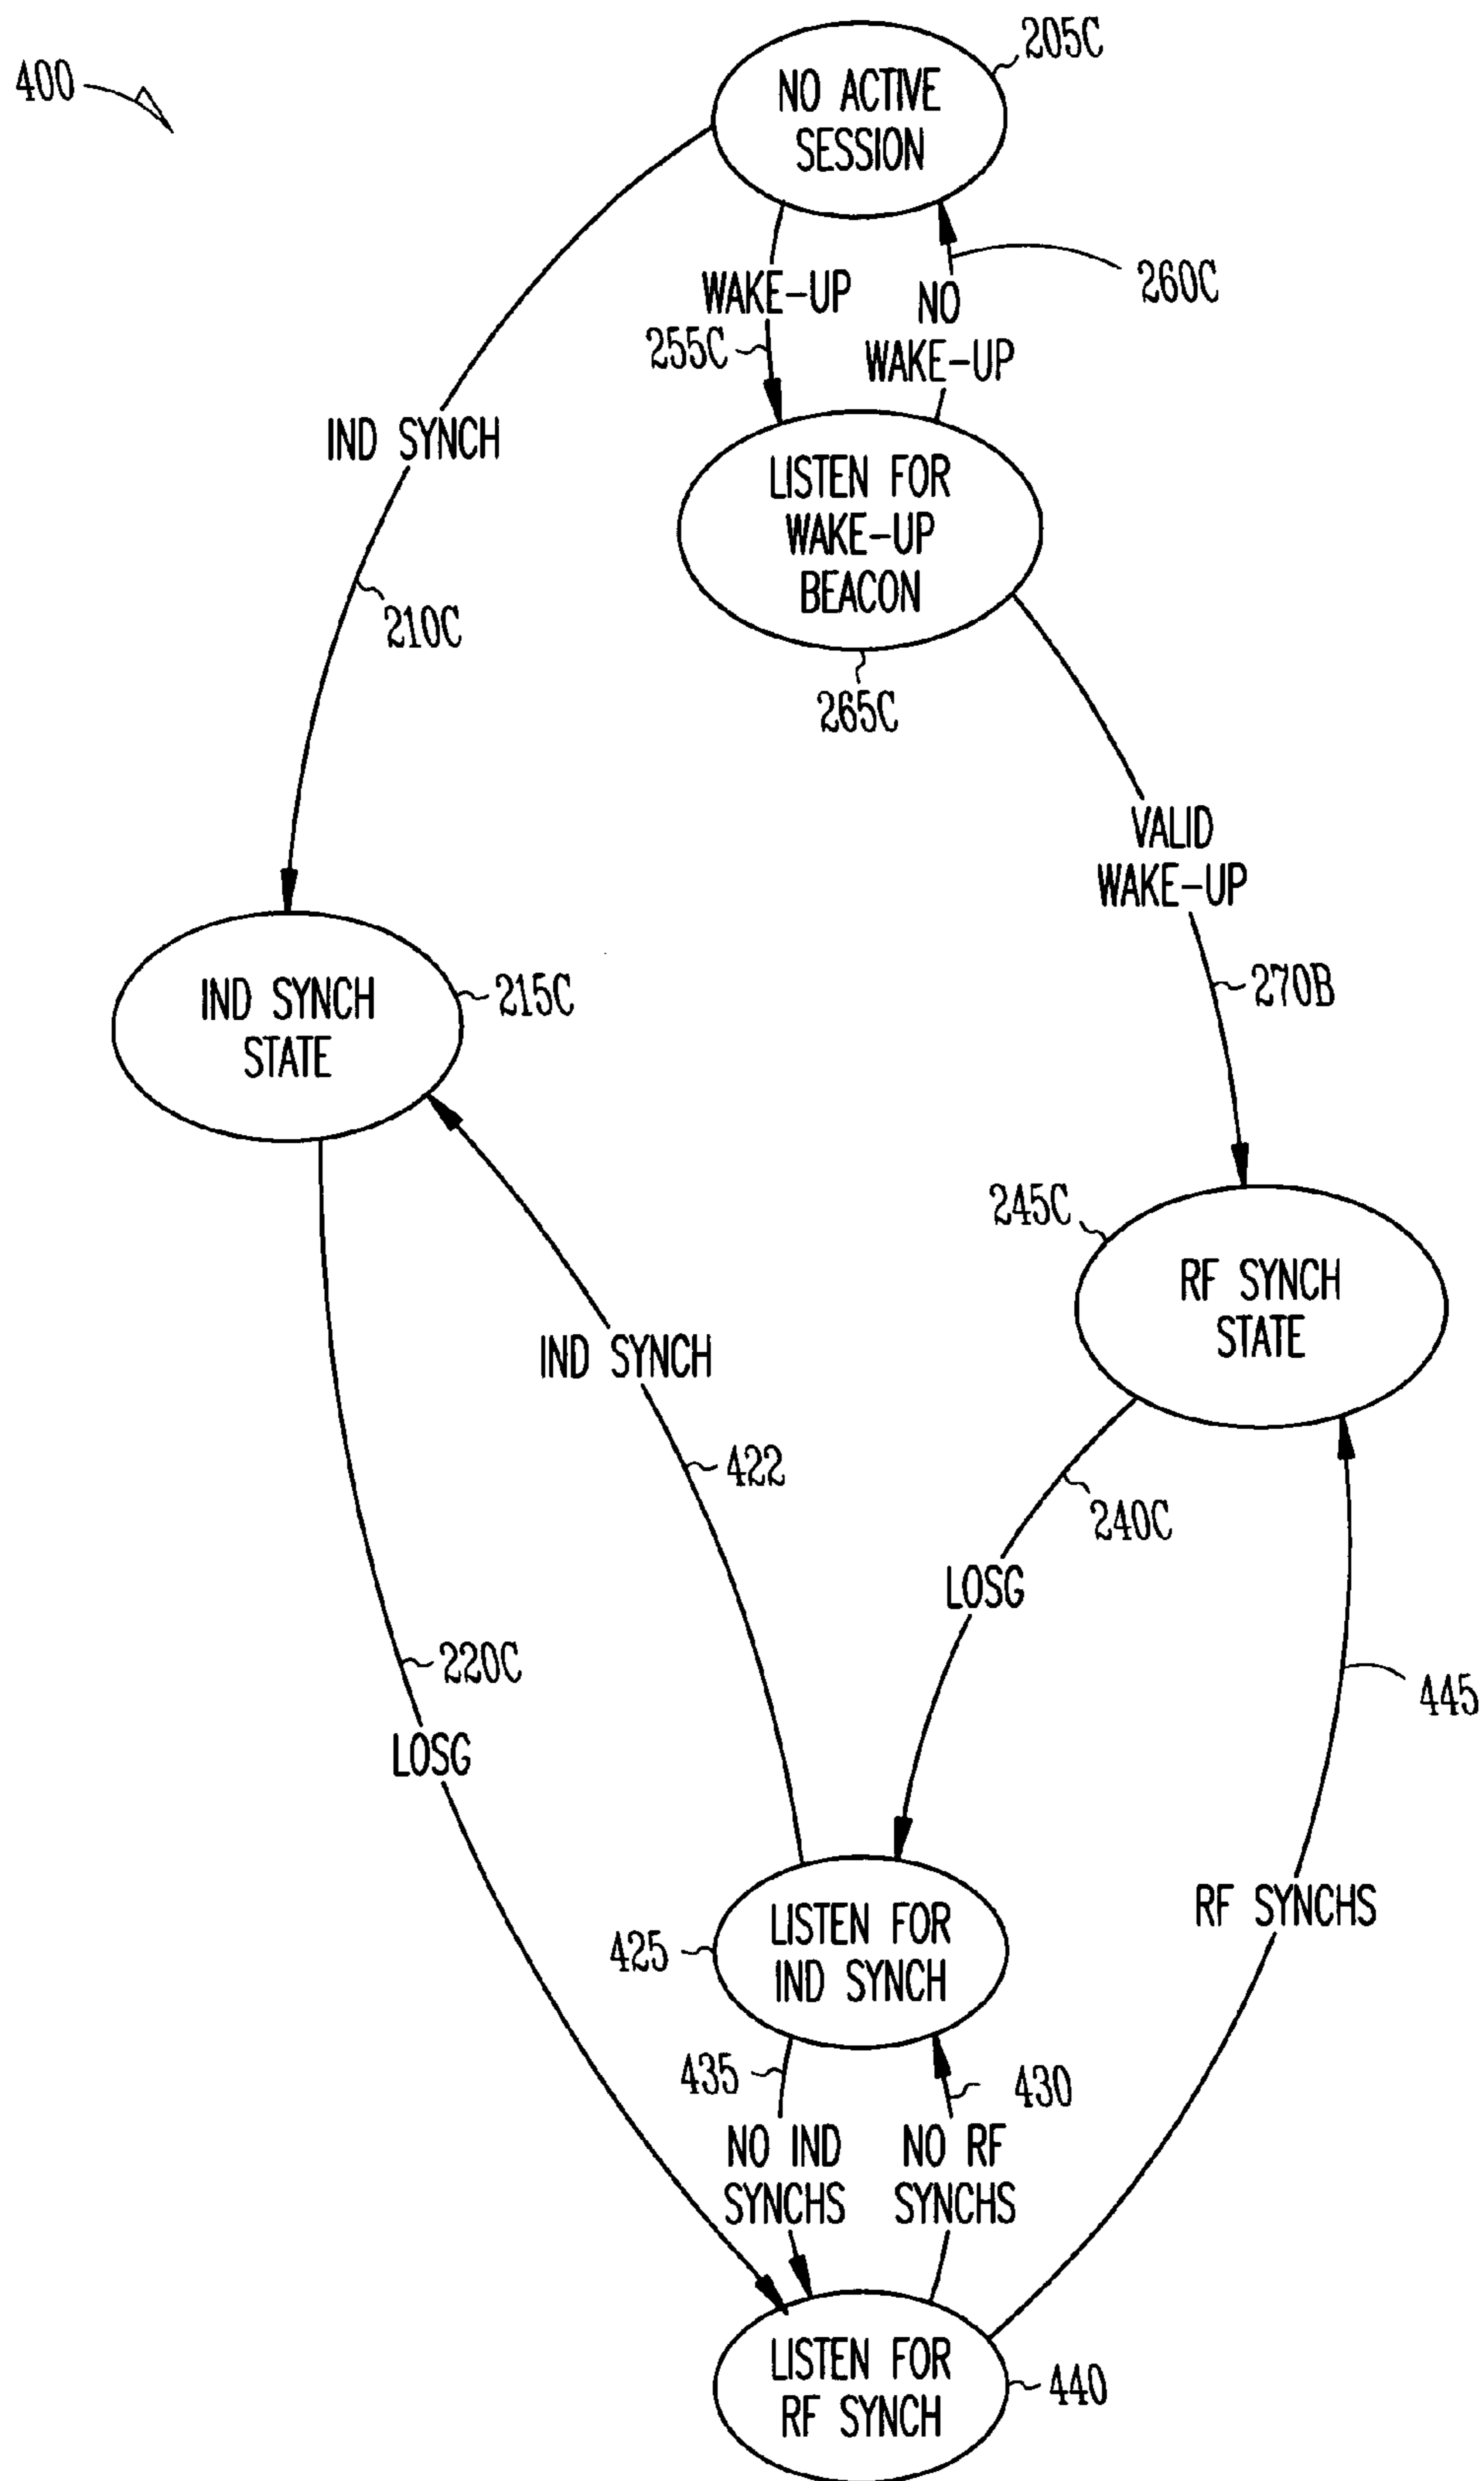 400
205C
NO ACTIVE
SESSION
260C
WAKE-UP
255C
NO
WAKE-UP
IND SYNCH
LISTEN FOR
WAKE-UP
BEACON
210C
265C
VALID
WAKE-UP
270B
IND SYNCH
STATE
215C
245C
RF SYNCH
STATE
IND SYNCH
422
240C
LOSG
220C
445
LOSG
RF SYNCHS
LISTEN FOR
IND SYNCH
425
435
430
NO IND
SYNCHS
NO RF
SYNCHS
LISTEN FOR
RF SYNCH
440